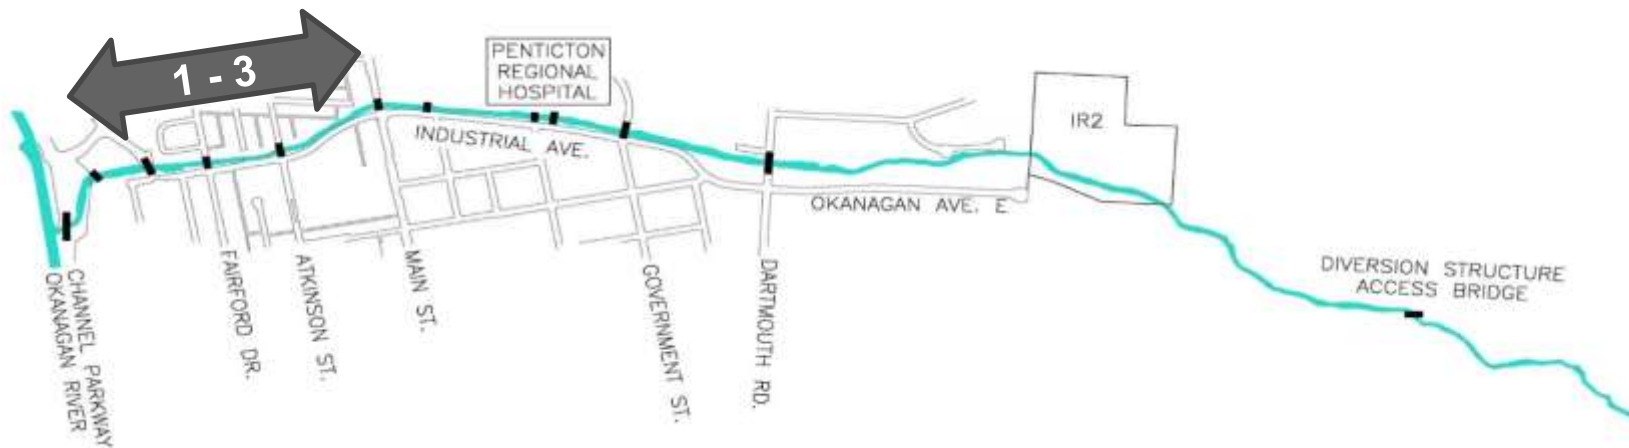 1 - 3
PENTICTON
REGIONAL
HOSPITAL
INDUSTRIAL AVE.
IR2
OKANAGAN AVE. E
DIVERSION STRUCTURE
ACCESS BRIDGE
OKANAGAN RIVER
CHANNEL PARKWAY
FAIRFORD DR.
ATKINSON ST.
MAIN ST.
GOVERNMENT ST.
DARTMOUTH RD.